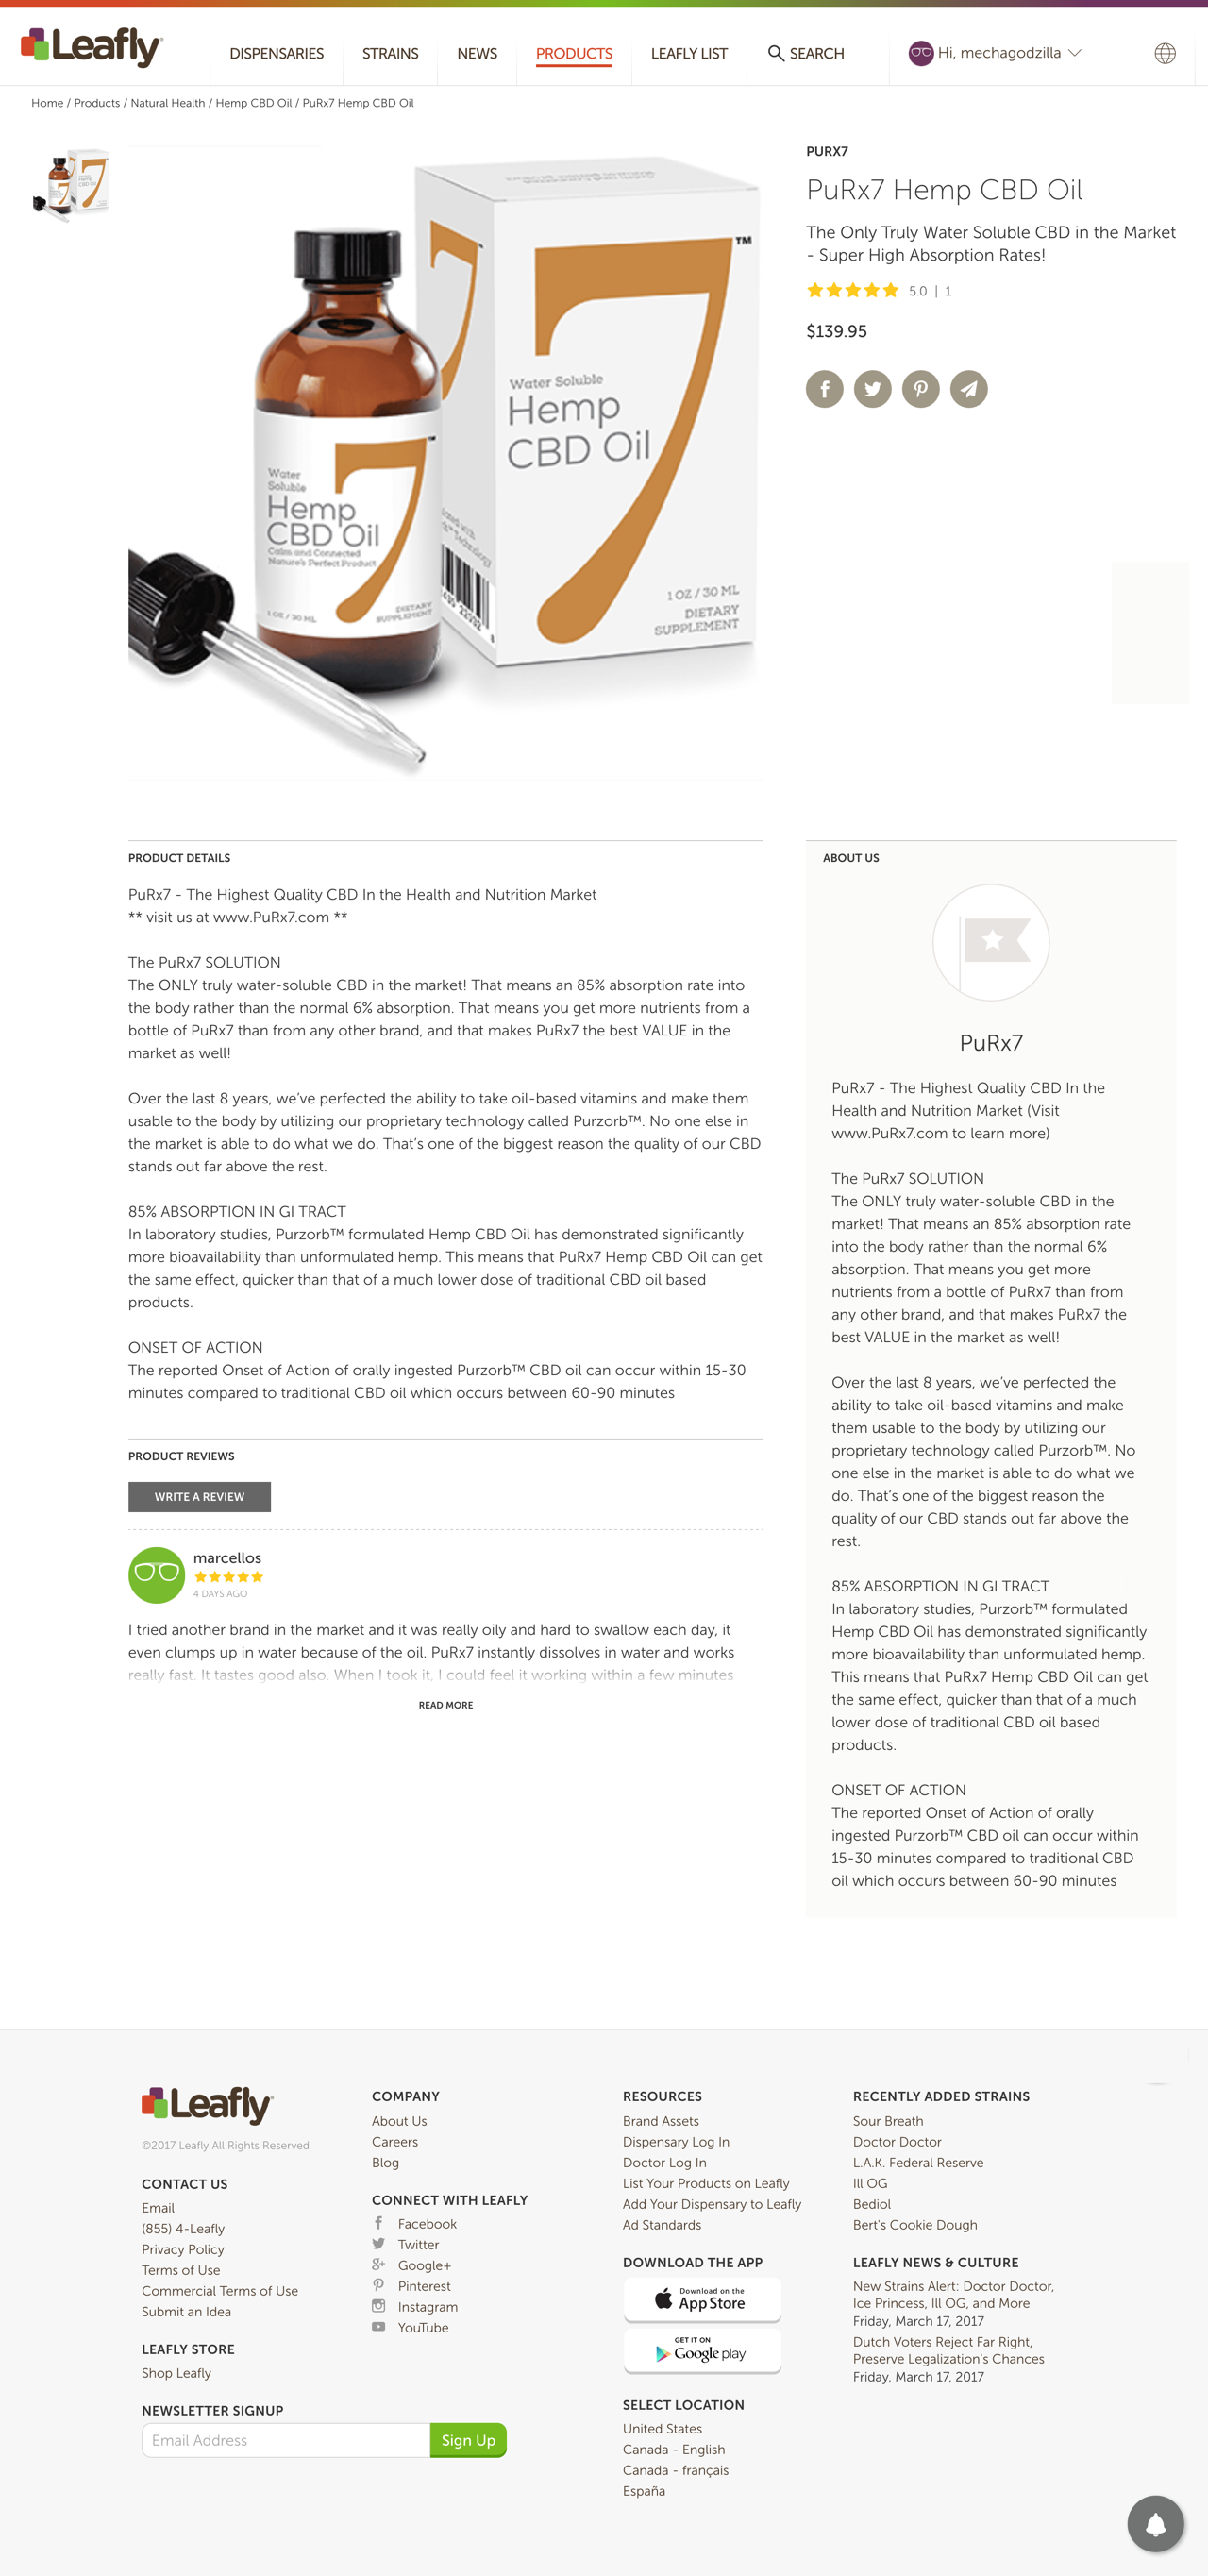 Leafly
DISPENSARIES
STRAINS
NEWS
PRODUCTS
LEAFLY LIST
SEARCH
Hi, mechagodzilla
Home / Products / Natural Health / Hemp CBD Oil / PuRx7 Hemp CBD Oil
7
™
Water Soluble
Hemp
CBD Oil
1 OZ / 30 ML
DIETARY
SUPPLEMENT
7
™
Water
Soluble
Hemp
CBD Oil
Calm and Connected
Nature's Perfect Product
1 OZ / 30 ML
DIETARY
SUPPLEMENT
PURX7
PuRx7 Hemp CBD Oil
The Only Truly Water Soluble CBD in the Market
- Super High Absorption Rates!
5.0 | 1
$139.95
PRODUCT DETAILS
PuRx7 - The Highest Quality CBD In the Health and Nutrition Market
** visit us at www.PuRx7.com **
The PuRx7 SOLUTION
The ONLY truly water-soluble CBD in the market! That means an 85% absorption rate into
the body rather than the normal 6% absorption. That means you get more nutrients from a
bottle of PuRx7 than from any other brand, and that makes PuRx7 the best VALUE in the
market as well!
Over the last 8 years, we've perfected the ability to take oil-based vitamins and make them
usable to the body by utilizing our proprietary technology called Purzorb™. No one else in
the market is able to do what we do. That's one of the biggest reason the quality of our CBD
stands out far above the rest.
85% ABSORPTION IN GI TRACT
In laboratory studies, Purzorb™ formulated Hemp CBD Oil has demonstrated significantly
more bioavailability than unformulated hemp. This means that PuRx7 Hemp CBD Oil can get
the same effect, quicker than that of a much lower dose of traditional CBD oil based
products.
ONSET OF ACTION
The reported Onset of Action of orally ingested Purzorb™ CBD oil can occur within 15-30
minutes compared to traditional CBD oil which occurs between 60-90 minutes
PRODUCT REVIEWS
WRITE A REVIEW
marcellos
4 DAYS AGO
I tried another brand in the market and it was really oily and hard to swallow each day, it
even clumps up in water because of the oil. PuRx7 instantly dissolves in water and works
really fast. It tastes good also. When I took it, I could feel it working within a few minutes
READ MORE
ABOUT US
PuRx7
PuRx7 - The Highest Quality CBD In the
Health and Nutrition Market (Visit
www.PuRx7.com to learn more)
The PuRx7 SOLUTION
The ONLY truly water-soluble CBD in the
market! That means an 85% absorption rate
into the body rather than the normal 6%
absorption. That means you get more
nutrients from a bottle of PuRx7 than from
any other brand, and that makes PuRx7 the
best VALUE in the market as well!
Over the last 8 years, we've perfected the
ability to take oil-based vitamins and make
them usable to the body by utilizing our
proprietary technology called Purzorb™. No
one else in the market is able to do what we
do. That's one of the biggest reason the
quality of our CBD stands out far above the
rest.
85% ABSORPTION IN GI TRACT
In laboratory studies, Purzorb™ formulated
Hemp CBD Oil has demonstrated significantly
more bioavailability than unformulated hemp.
This means that PuRx7 Hemp CBD Oil can get
the same effect, quicker than that of a much
lower dose of traditional CBD oil based
products.
ONSET OF ACTION
The reported Onset of Action of orally
ingested Purzorb™ CBD oil can occur within
15-30 minutes compared to traditional CBD
oil which occurs between 60-90 minutes
Leafly
©2017 Leafly All Rights Reserved
CONTACT US
Email
(855) 4-Leafly
Privacy Policy
Terms of Use
Commercial Terms of Use
Submit an Idea
LEAFLY STORE
Shop Leafly
NEWSLETTER SIGNUP
Email Address
Sign Up
COMPANY
About Us
Careers
Blog
CONNECT WITH LEAFLY
Facebook
Twitter
Google+
Pinterest
Instagram
YouTube
RESOURCES
Brand Assets
Dispensary Log In
Doctor Log In
List Your Products on Leafly
Add Your Dispensary to Leafly
Ad Standards
DOWNLOAD THE APP
Download on the
App Store
GET IT ON
Google play
SELECT LOCATION
United States
Canada - English
Canada - français
España
RECENTLY ADDED STRAINS
Sour Breath
Doctor Doctor
L.A.K. Federal Reserve
Ill OG
Bediol
Bert's Cookie Dough
LEAFLY NEWS & CULTURE
New Strains Alert: Doctor Doctor,
Ice Princess, Ill OG, and More
Friday, March 17, 2017
Dutch Voters Reject Far Right,
Preserve Legalization's Chances
Friday, March 17, 2017